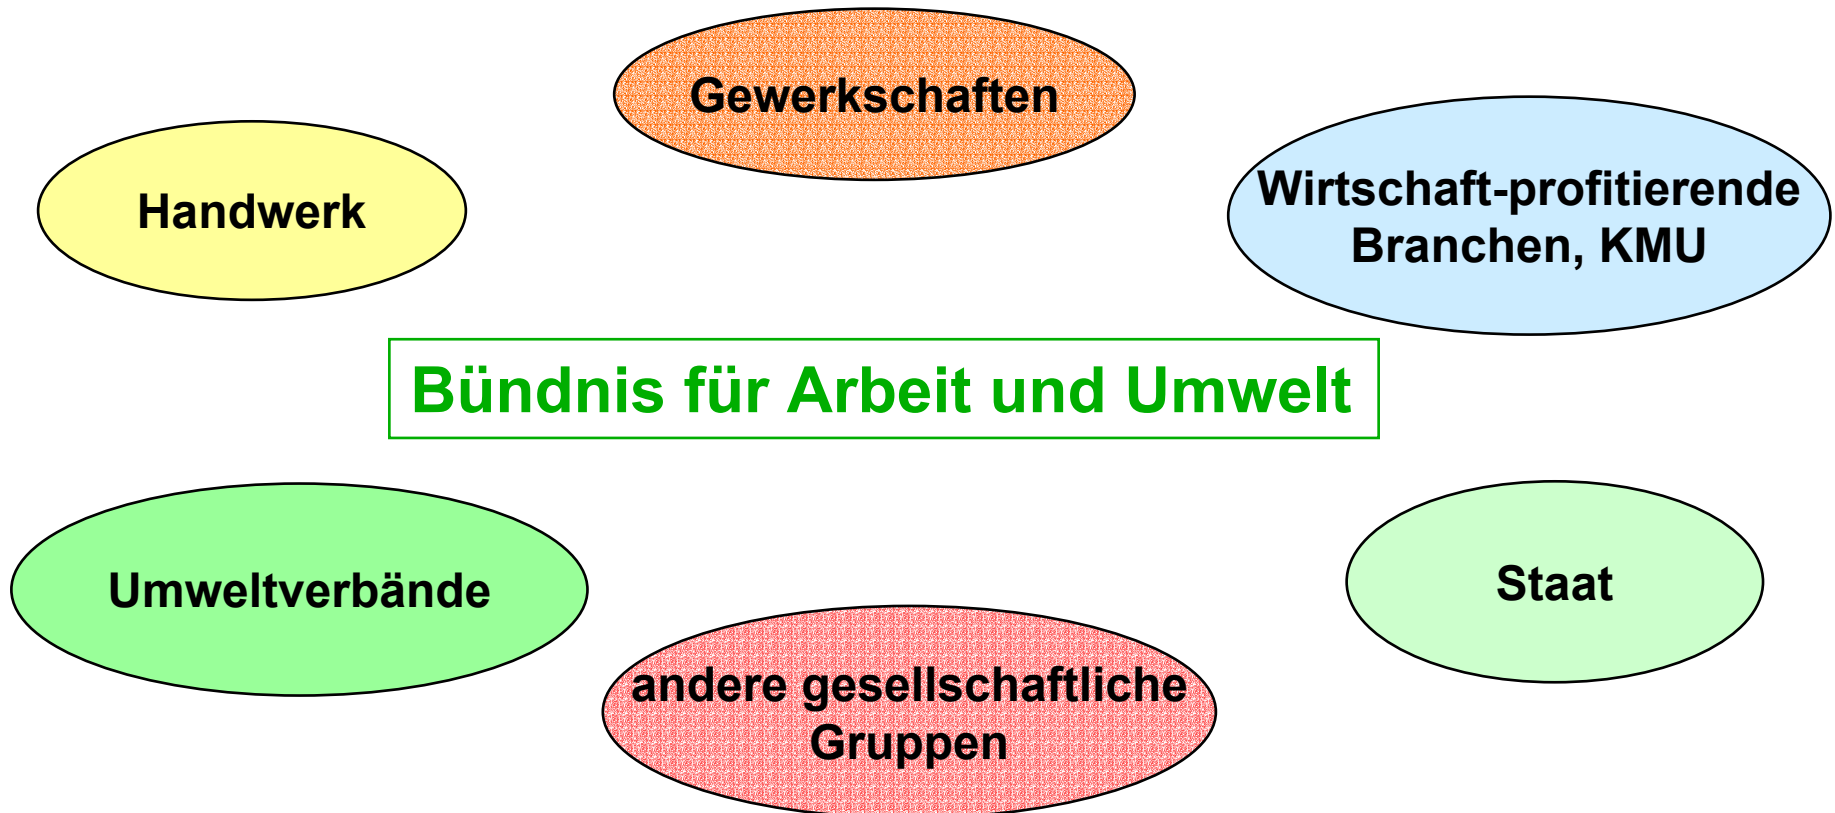 Gewerkschaften
Handwerk
Wirtschaft-profitierende
Branchen, KMU
Bündnis für Arbeit und Umwelt
Umweltverbände
Staat
andere gesellschaftliche
Gruppen